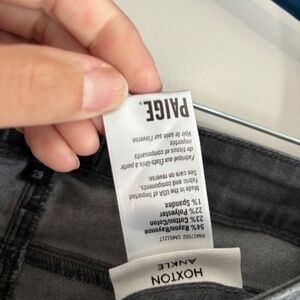 PAIGE.
Voir le soin sur l'inverse.
importés
de tissus et composants
Fabriqué aux États-Unis à partir
See care on reverse.
fabric and components.
Made in the USA of imported
1% Spandex
22% Polyester
23% Cotton/Coton
54% Rayon/Rayonne
HOXTON
ANKLE